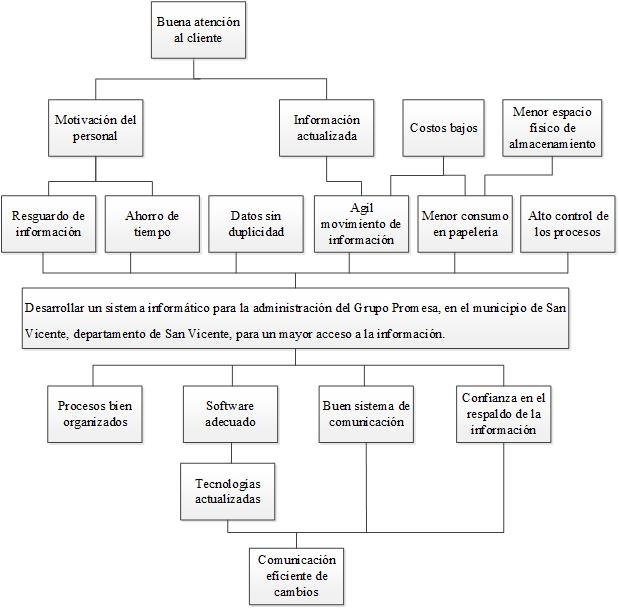 Buena atención
al cliente
Motivación del
personal
Información
actualizada
Costos bajos
Menor espacio
físico de
almacenamiento
Resguardo de
información
Ahorro de
tiempo
Datos sin
duplicidad
Agil
movimiento de
información
Menor consumo
en papelería
Alto control de
los procesos
Desarrollar un sistema informático para la administración del Grupo Promesa, en el municipio de San
Vicente, departamento de San Vicente, para un mayor acceso a la información.
Procesos bien
organizados
Software
adecuado
Buen sistema de
comunicación
Confianza en el
respaldo de la
información
Tecnologías
actualizadas
Comunicación
eficiente de
cambios